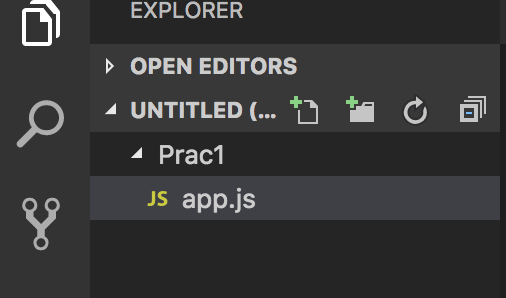 EXPLORER
OPEN EDITORS
UNTITLED (...
Prac1
JS app.js